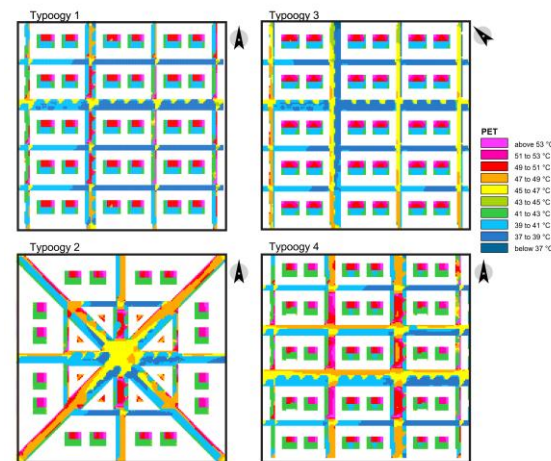 Typoogy 1
Typoogy 3
PET
above 53 °C
51 to 53 °C
49 to 51 °C
47 to 49 °C
45 to 47 °C
43 to 45 °C
41 to 43 °C
39 to 41 °C
37 to 39 °C
below 37 °C
Typoogy 2
Typoogy 4